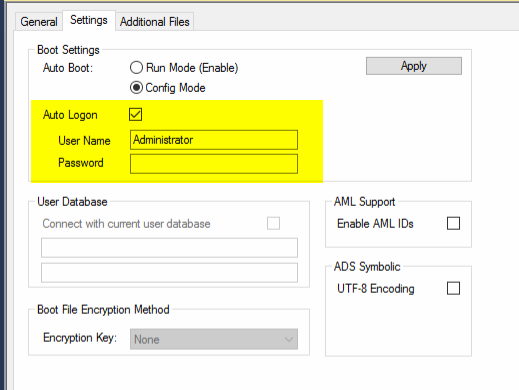 General Settings Additional Files
Boot Settings
Auto Boot: Run Mode (Enable) Apply
Config Mode
Auto Logon
User Name Administrator
Password
User Database AML Support
Connect with current user database Enable AML IDs
ADS Symbolic
UTF-8 Encoding
Boot File Encryption Method
Encryption Key: None